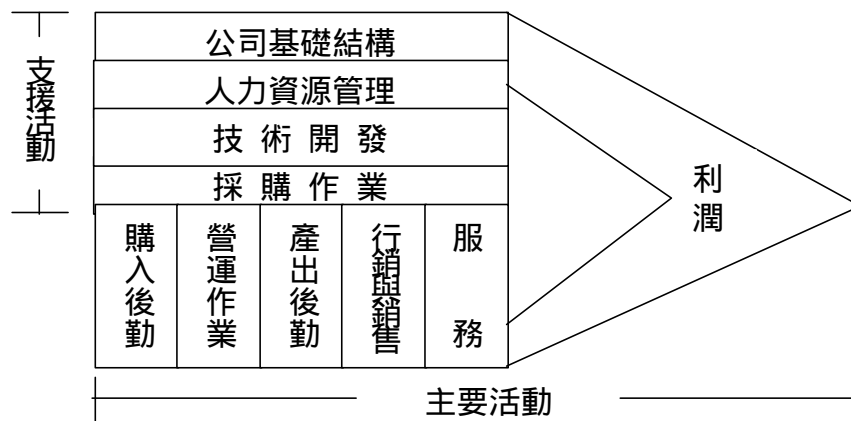 支援活動
公司基礎結構
人力資源管理
技 術 開 發
採 購 作 業
購入後勤
營運作業
產出後勤
行銷與銷售
服務
利潤
主要活動